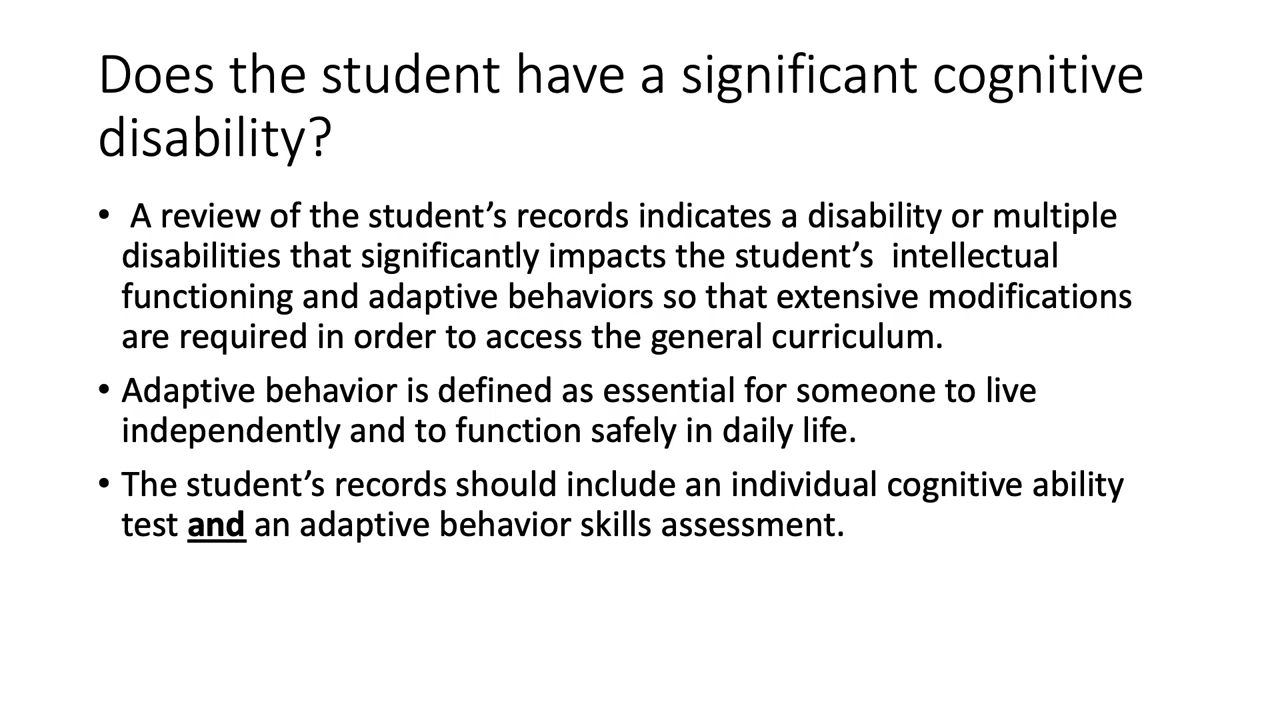 Does the student have a significant cognitive
disability?
• A review of the student’s records indicates a disability or multiple
disabilities that significantly impacts the student’s  intellectual
functioning and adaptive behaviors so that extensive modifications
are required in order to access the general curriculum.
• Adaptive behavior is defined as essential for someone to live
independently and to function safely in daily life.
• The student’s records should include an individual cognitive ability
test and an adaptive behavior skills assessment.